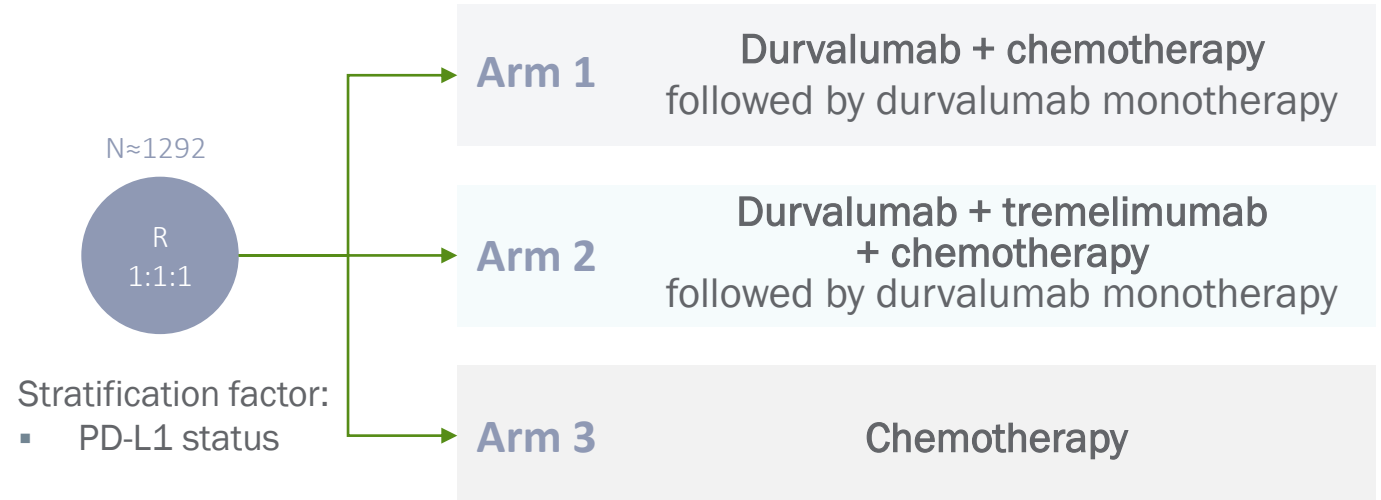 N≈1292
R
1:1:1
Stratification factor:
▪ PD-L1 status
Arm 1
Durvalumab + chemotherapy
followed by durvalumab monotherapy
Arm 2
Durvalumab + tremelimumab
+ chemotherapy
followed by durvalumab monotherapy
Arm 3
Chemotherapy